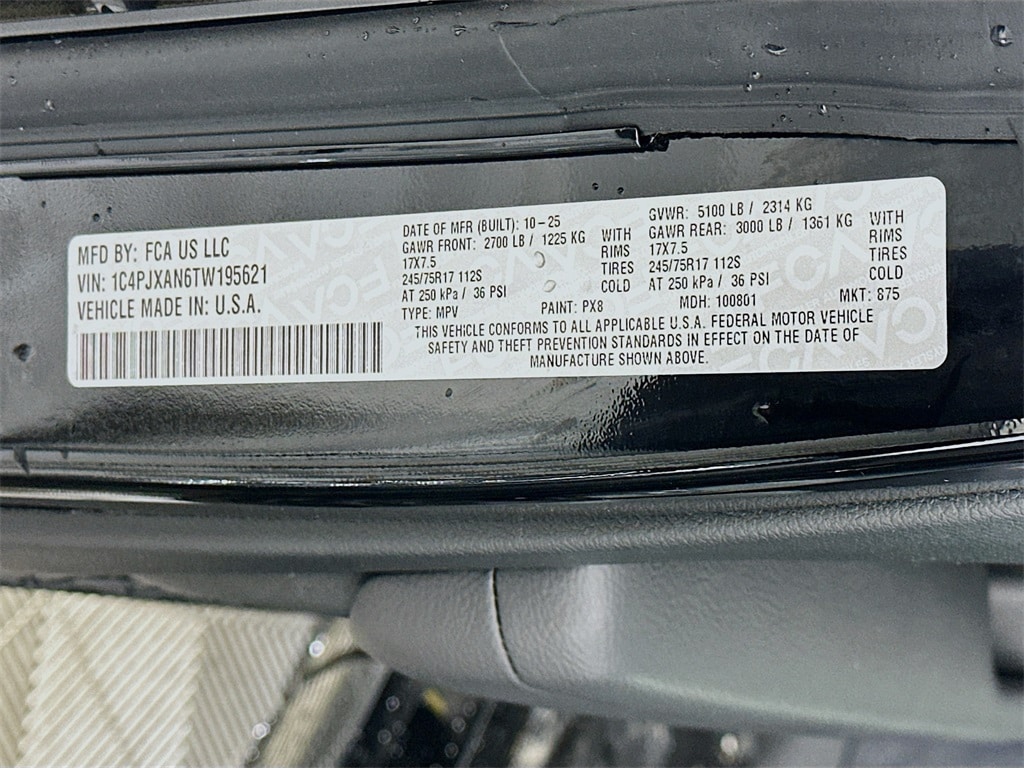 MFD BY: FCA US LLC
VIN: 1C4PJXAN6TW195621
VEHICLE MADE IN: U.S.A.
DATE OF MFR (BUILT): 10-25
GAWR FRONT: 2700 LB / 1225 KG
17X7.5
245/75R17 112S
AT 250 kPa / 36 PSI
WITH
RIMS
TIRES
COLD
GVWR: 5100 LB / 2314 KG
GAWR REAR: 3000 LB / 1361 KG
17X7.5
245/75R17 112S
AT 250 kPa / 36 PSI
WITH
RIMS
TIRES
COLD
TYPE: MPV PAINT: PX8 MDH: 100801 MKT: 875
THIS VEHICLE CONFORMS TO ALL APPLICABLE U.S.A. FEDERAL MOTOR VEHICLE
SAFETY AND THEFT PREVENTION STANDARDS IN EFFECT ON THE DATE OF
MANUFACTURE SHOWN ABOVE.